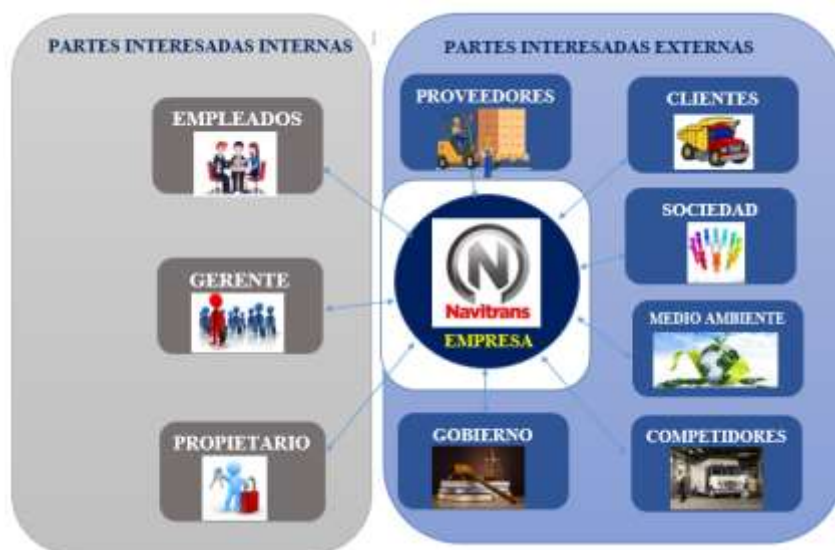 PARTES INTERESADAS INTERNAS
EMPLEADOS
GERENTE
PROPIETARIO
PARTES INTERESADAS EXTERNAS
PROVEEDORES
CLIENTES
SOCIEDAD
MEDIO AMBIENTE
COMPETIDORES
GOBIERNO
N
Navitrans
EMPRESA